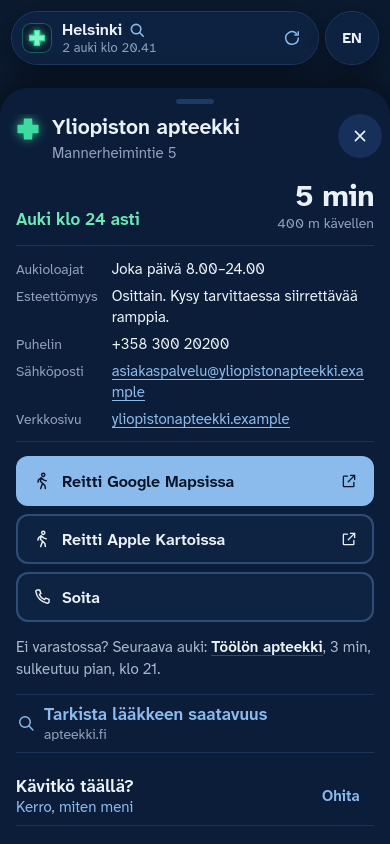 Helsinki
2 auki klo 20.41
EN
Yliopiston apteekki
Mannerheimintie 5
5 min
Auki klo 24 asti
400 m kävellen
Aukioloajat
Joka päivä 8.00–24.00
Esteettömyys
Osittain. Kysy tarvittaessa siirrettävää
ramppia.
Puhelin
+358 300 20200
Sähköposti
asiakaspalvelu@yliopistonapteekki.exa
mple
Verkkosivu
yliopistonapteekki.example
Reitti Google Mapsissa
Reitti Apple Kartoissa
Soita
Ei varastossa? Seuraava auki: Töölön apteekki, 3 min,
sulkeutuu pian, klo 21.
Tarkista lääkkeen saatavuus
apteekki.fi
Kävitkö täällä?
Kerro, miten meni
Ohita